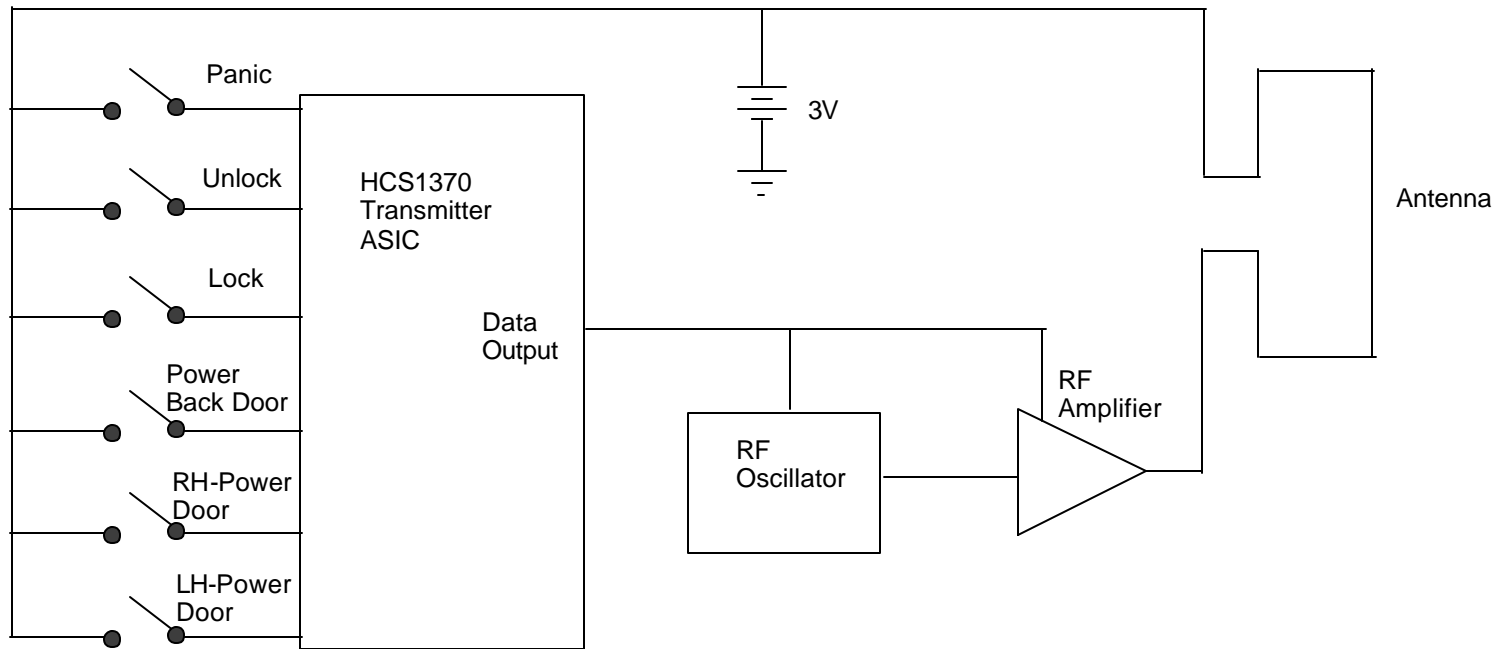 Panic
Unlock
Lock
Power
Back Door
RH-Power
Door
LH-Power
Door
HCS1370
Transmitter
ASIC
Data
Output
3V
RF
Oscillator
RF
Amplifier
Antenna